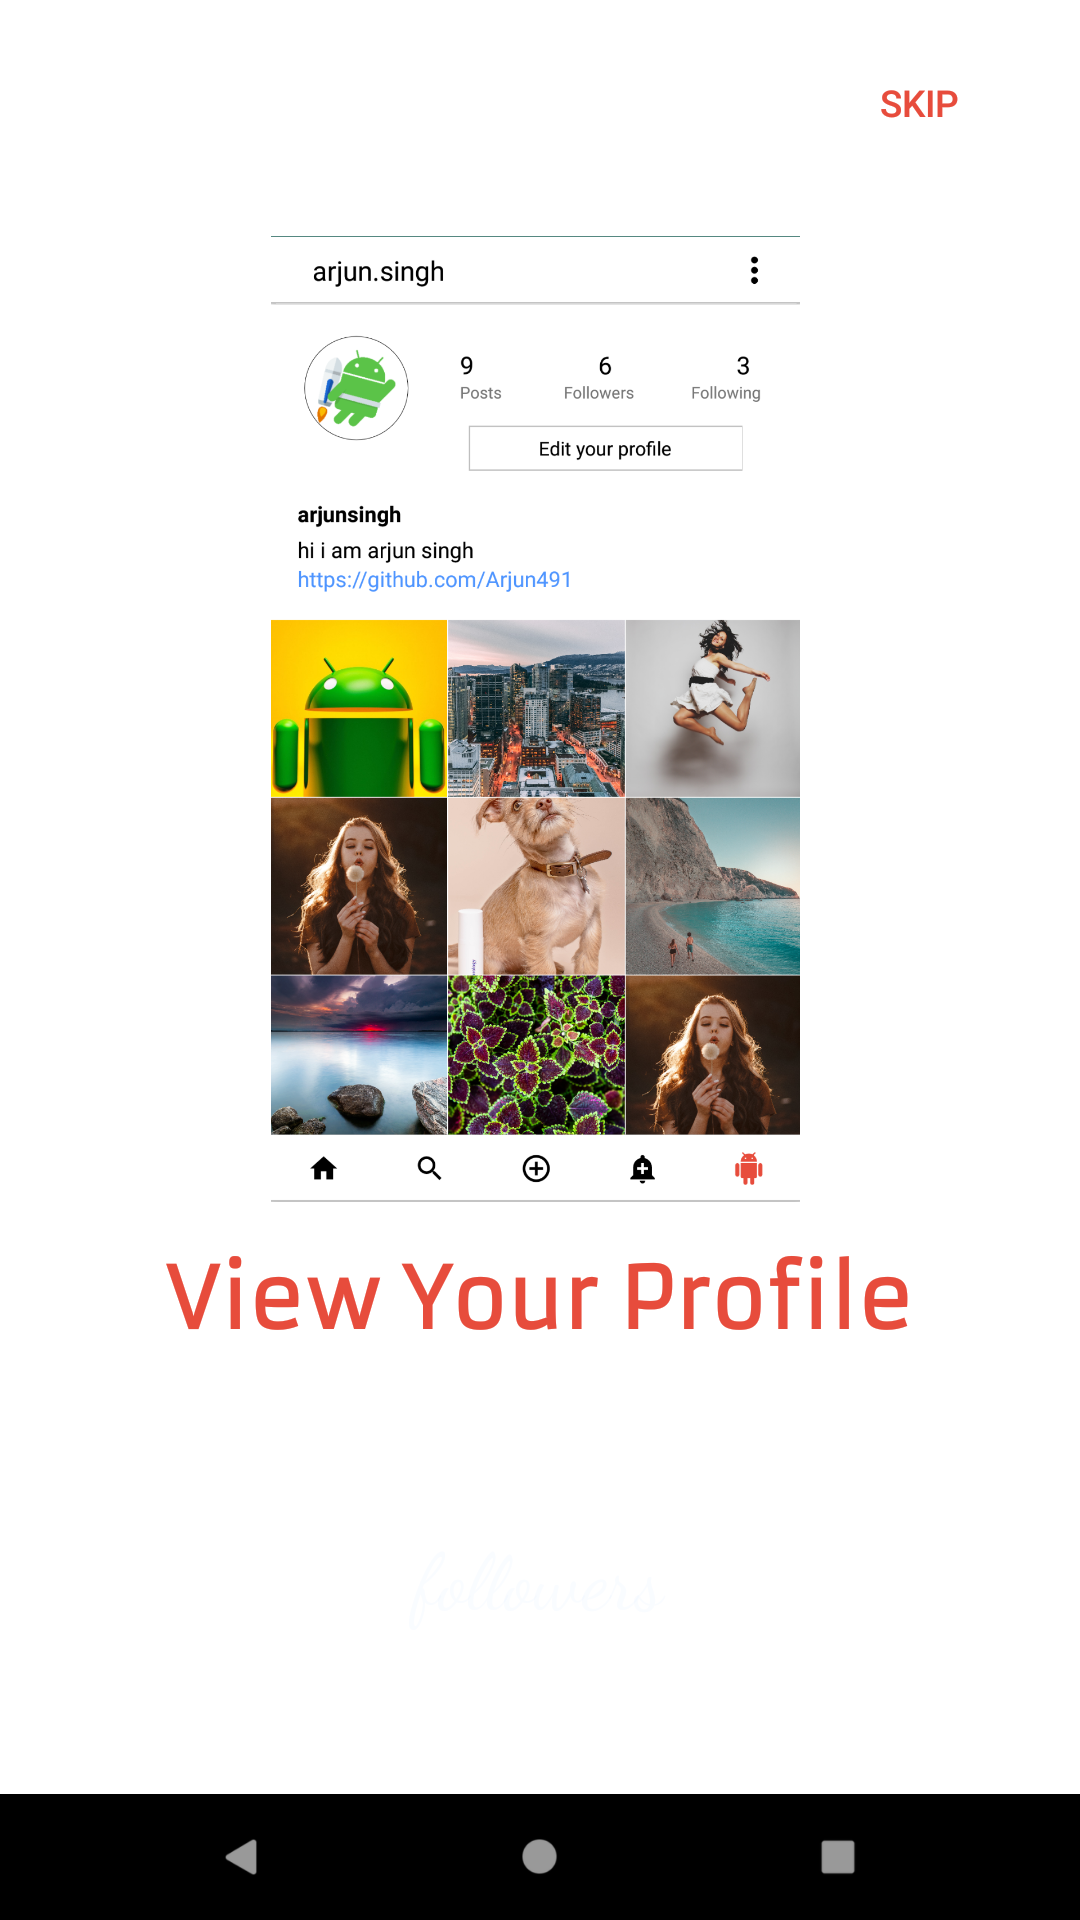 SKIP
arjun.singh
9 6 3
Posts Followers Following
Edit your profile
arjunsingh
hi i am arjun singh
https://github.com/Arjun491
View Your Profile
followers